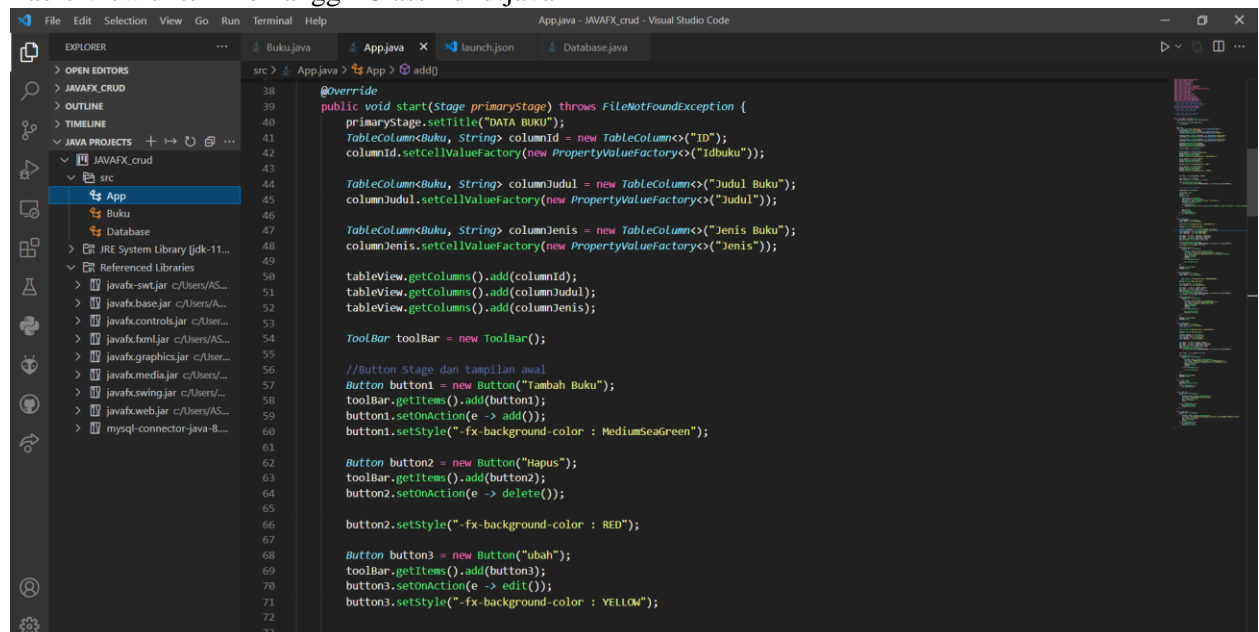 File Edit Selection View Go Run Terminal Help App.java - JAVAFX_crud - Visual Studio Code
EXPLORER
Buku.java App.java launch.json Database.java
OPEN EDITORS
JAVAFX_CRUD
OUTLINE
TIMELINE
JAVA PROJECTS
JAVAFX_crud
src
App
Buku
Database
JRE System Library [jdk-11...
Referenced Libraries
javafx-swt.jar c:/Users/AS...
javafx.base.jar c:/Users/A...
javafx.controls.jar c:/User...
javafx.fxml.jar c:/Users/AS...
javafx.graphics.jar c:/User...
javafx.media.jar c:/Users/...
javafx.swing.jar c:/Users/...
javafx.web.jar c:/Users/AS...
mysql-connector-java-8....
src > App.java > App > add()
38 @Override
39 public void start(Stage primaryStage) throws FileNotFoundException {
40 primaryStage.setTitle("DATA BUKU");
41 TableColumn<Buku, String> columnId = new TableColumn<>("ID");
42 columnId.setCellValueFactory(new PropertyValueFactory<>("Idbuku"));
43
44 TableColumn<Buku, String> columnJudul = new TableColumn<>("Judul Buku");
45 columnJudul.setCellValueFactory(new PropertyValueFactory<>("Judul"));
46
47 TableColumn<Buku, String> columnJenis = new TableColumn<>("Jenis Buku");
48 columnJenis.setCellValueFactory(new PropertyValueFactory<>("Jenis"));
49
50 tableView.getColumns().add(columnId);
51 tableView.getColumns().add(columnJudul);
52 tableView.getColumns().add(columnJenis);
53
54 ToolBar toolBar = new ToolBar();
55
56 //Button Stage dan tampilan awal
57 Button button1 = new Button("Tambah Buku");
58 toolBar.getItems().add(button1);
59 button1.setOnAction(e -> add());
60 button1.setStyle("-fx-background-color : MediumSeaGreen");
61
62 Button button2 = new Button("Hapus");
63 toolBar.getItems().add(button2);
64 button2.setOnAction(e -> delete());
65
66 button2.setStyle("-fx-background-color : RED");
67
68 Button button3 = new Button("ubah");
69 toolBar.getItems().add(button3);
70 button3.setOnAction(e -> edit());
71 button3.setStyle("-fx-background-color : YELLOW");
72